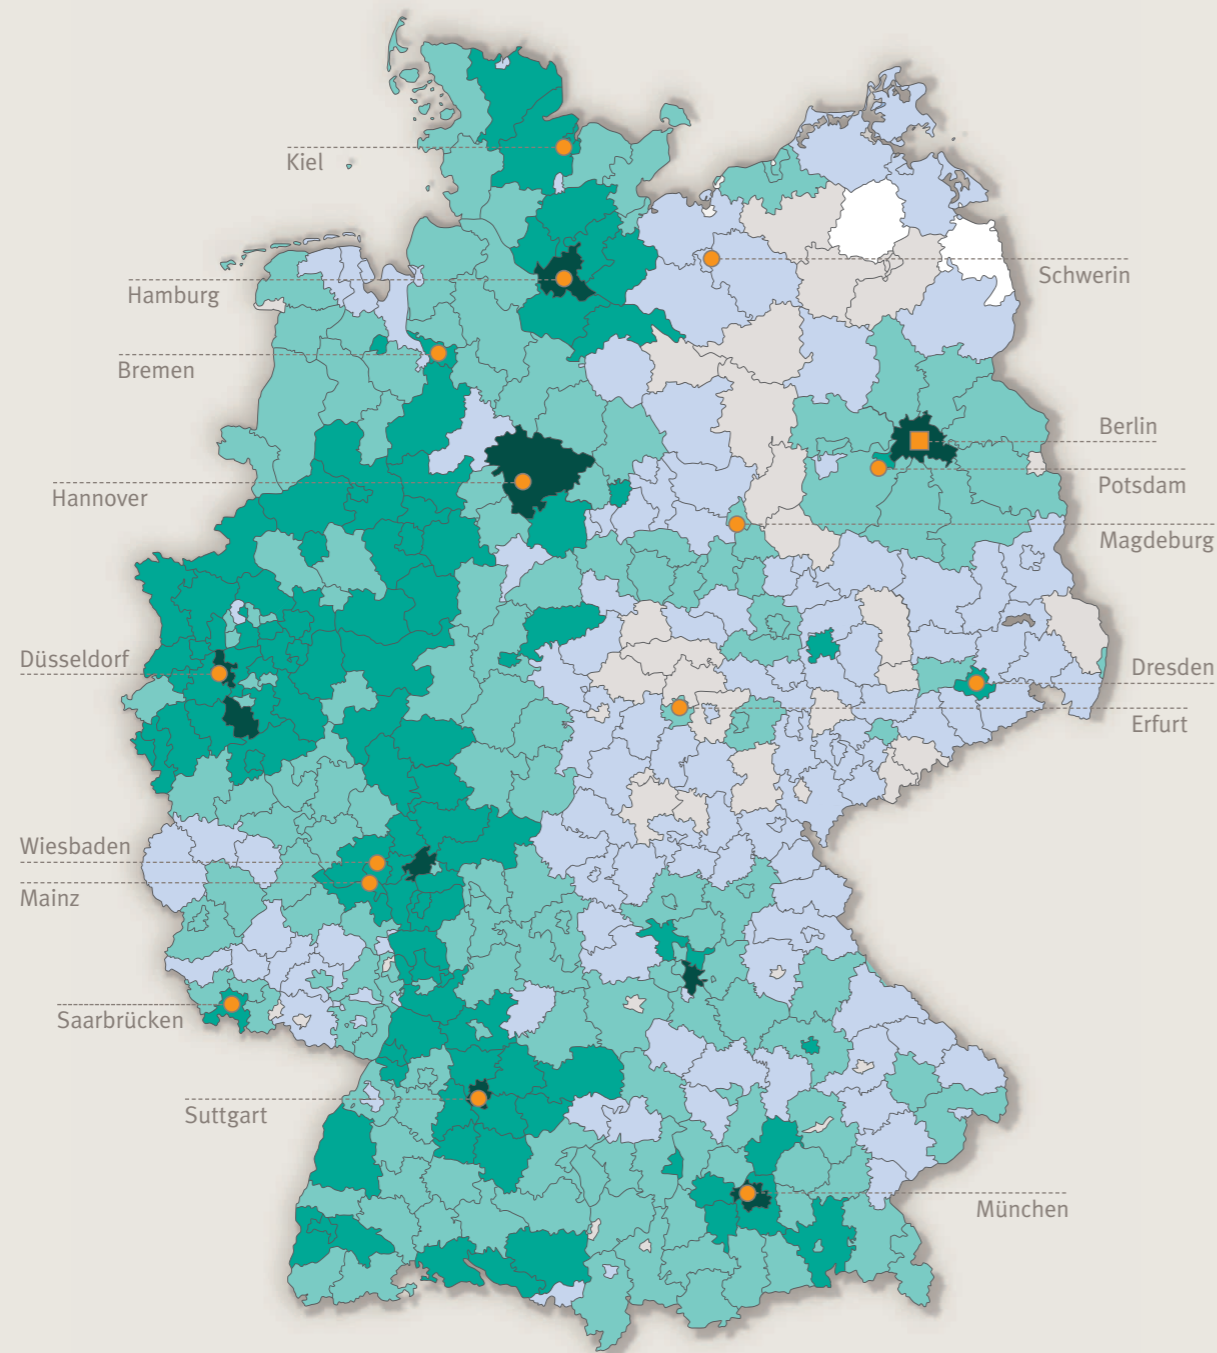 Kiel
Schwerin
Hamburg
Bremen
Berlin
Potsdam
Hannover
Magdeburg
Düsseldorf
Dresden
Erfurt
Wiesbaden
Mainz
Saarbrücken
Suttgart
München